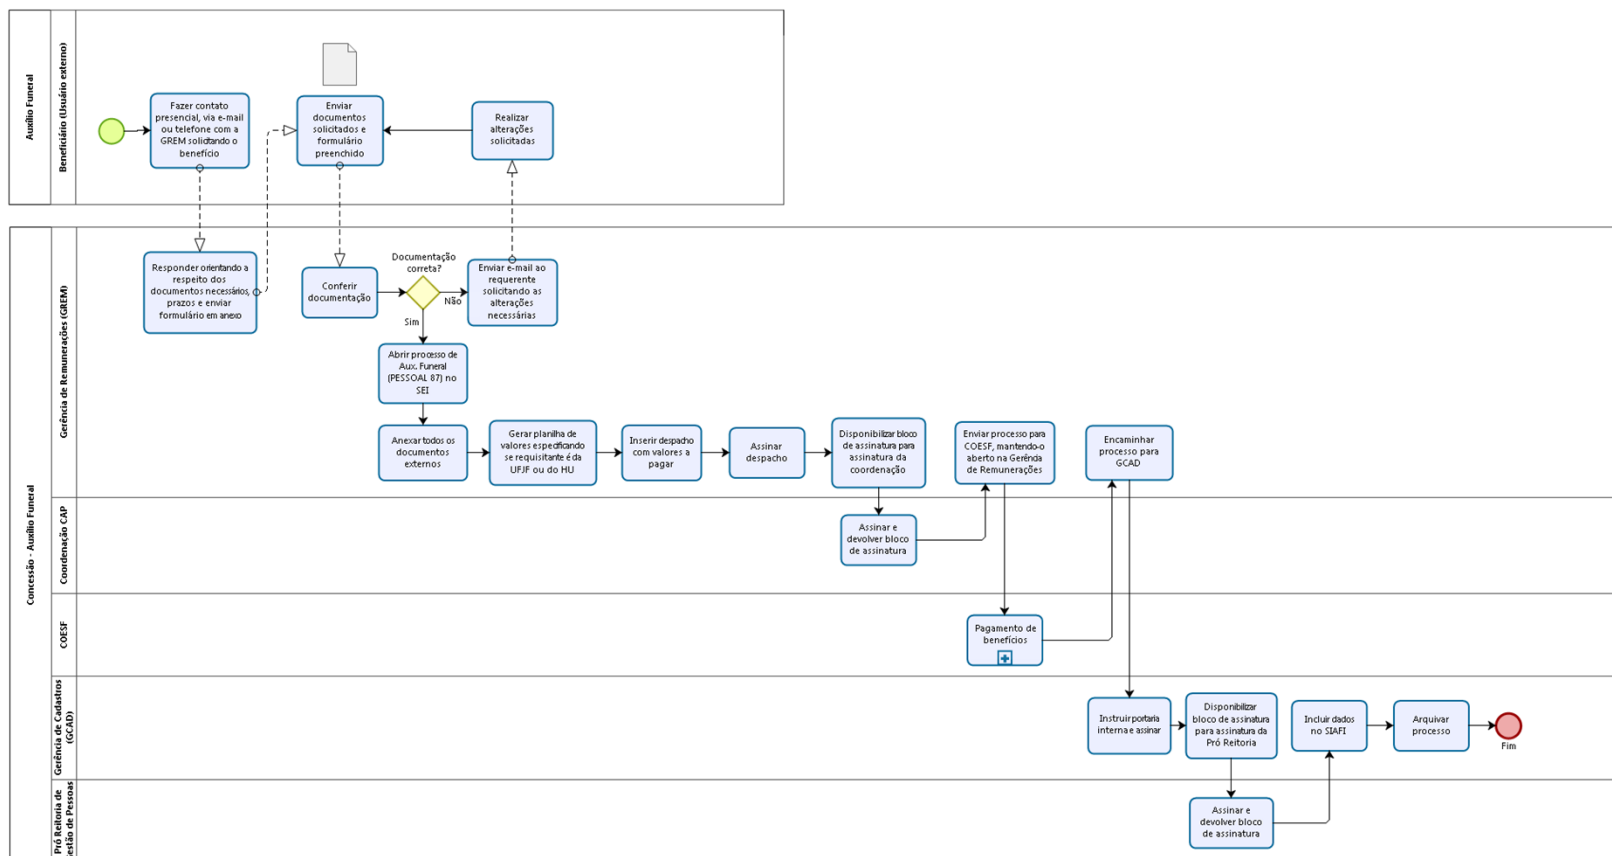 Auxílio Funeral
Beneficiário (Usuário externo)
Fazer contato
presencial, via e-mail
ou telefone com a
GREM solicitando o
benefício
Enviar
documentos
solicitados e
formulário
preenchido
Realizar
alterações
solicitadas
Concessão - Auxílio Funeral
Gerência de Remunerações (GREM)
Responder orientando a
respeito dos
documentos necessários,
prazos e enviar
formulário em anexo
Conferir
documentação
Documentação
correta?
Não
Sim
Enviar e-mail ao
requerente
solicitando as
alterações
necessárias
Abrir processo de
Aux. Funeral
(PESSOAL 87) no
SEI
Anexar todos os
documentos
externos
Gerar planilha de
valores especificando
se requisitante é da
UFJF ou do HU
Inserir despacho
com valores a
pagar
Assinar
despacho
Disponibilizar bloco
de assinatura para
assinatura da
coordenação
Enviar processo para
COESF, mantendo-o
aberto na Gerência
de Remunerações
Encaminhar
processo para
GCAD
Coordenação CAP
Assinar e
devolver bloco
de assinatura
COESF
Pagamento de
benefícios
Gerência de Cadastros
(GCAD)
Instruir portaria
interna e assinar
Disponibilizar
bloco de assinatura
para assinatura da
Pró Reitoria
Incluir dados
no SIAFI
Arquivar
processo
Fim
Pró Reitoria de
Gestão de Pessoas
Assinar e
devolver bloco
de assinatura